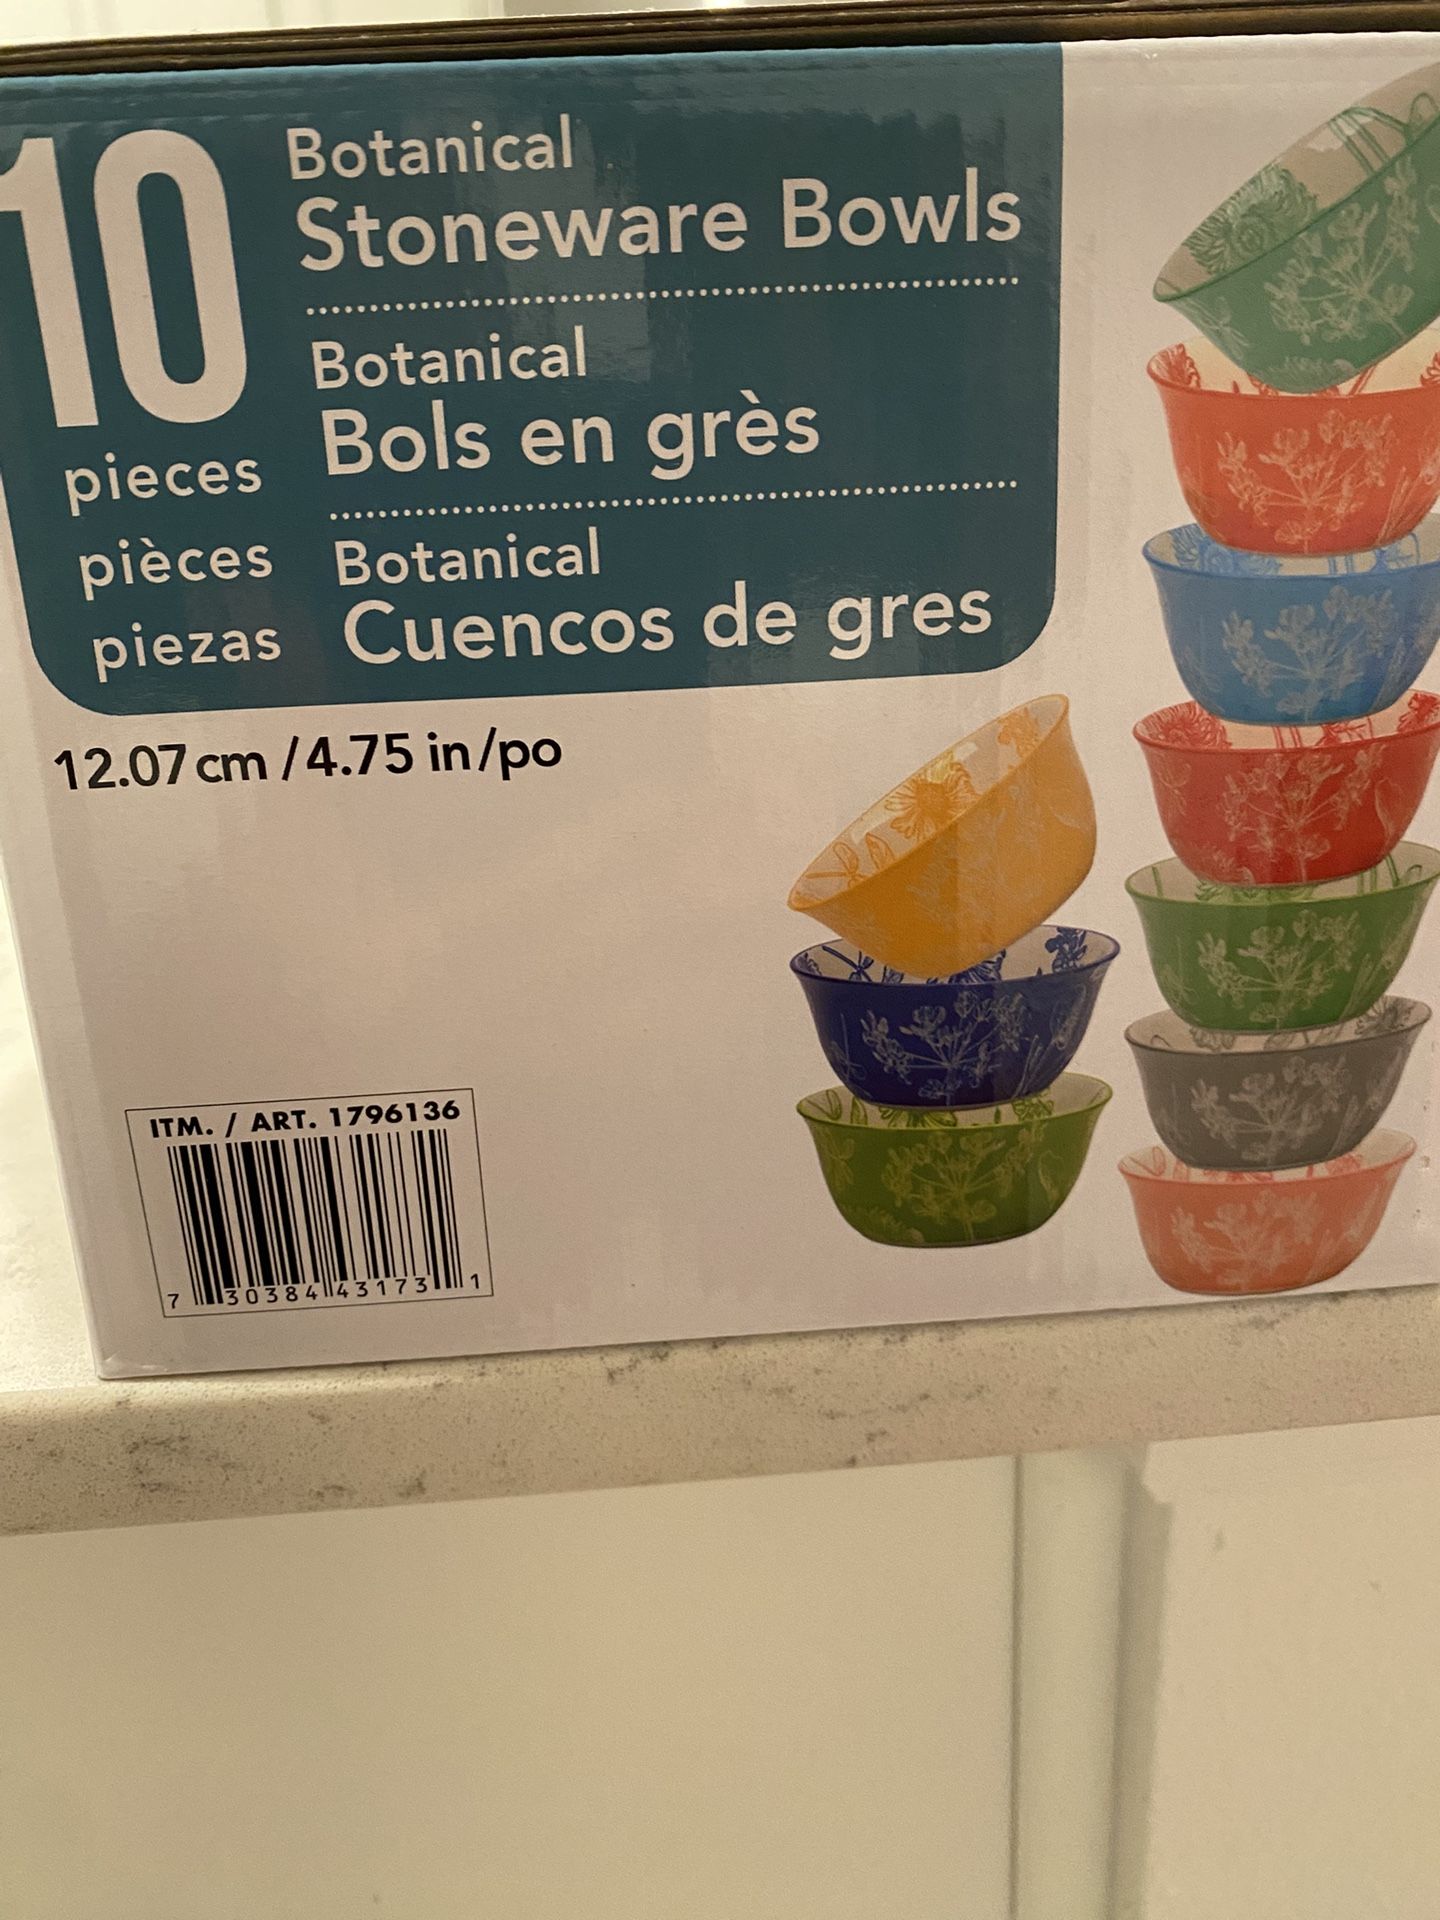 10
pieces
pièces
piezas
Botanical
Stoneware Bowls
Botanical
Bols en grès
Botanical
Cuencos de gres
12.07 cm / 4.75 in/po
ITM. / ART. 1796136
7 30384 43173 1